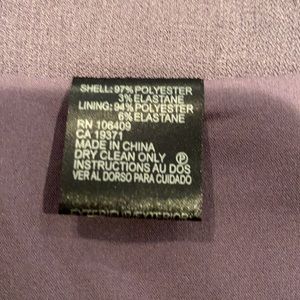 SHELL: 97% POLYESTER
3% ELASTANE
LINING: 94% POLYESTER
6% ELASTANE
RN 106409
CA 19371
MADE IN CHINA
DRY CLEAN ONLY Ⓟ
INSTRUCTIONS AU DOS
VER AL DORSO PARA CUIDADO